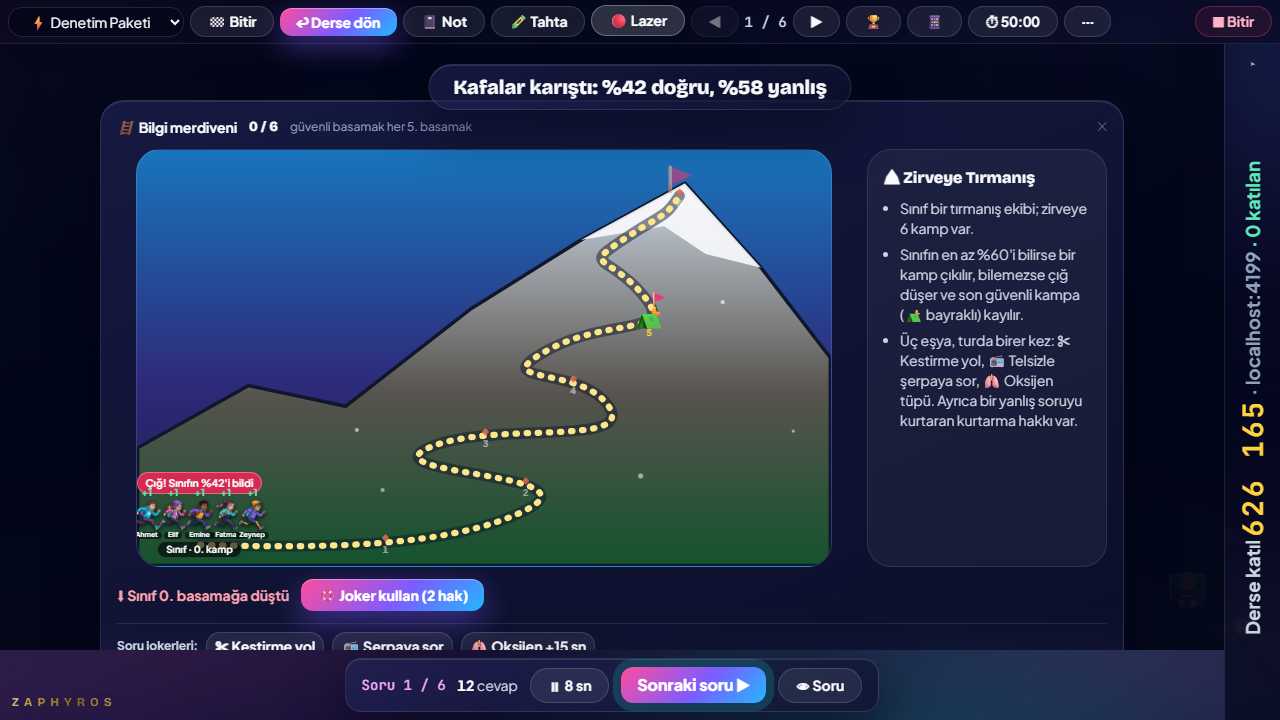 Denetim Paketi
Bitir
Derse dön
Not
Tahta
Lazer
1 / 6
50:00
---
Bitir
Kafalar karıştı: %42 doğru, %58 yanlış
Bilgi merdiveni 0 / 6 güvenli basamak her 5. basamak
Zirveye Tırmanış
Sınıf bir tırmanış ekibi; zirveye
6 kamp var.
Sınıfın en az %60'i bilirse bir
kamp çıkılır, bilemezse çığ
düşer ve son güvenli kampa
(🏕 bayraklı) kayılır.
Üç eşya, turda birer kez: ✂
Kestirme yol, 📻 Telsizle
şerpaya sor, 🫁 Oksijen
tüpü. Ayrıca bir yanlış soruyu
kurtaran kurtarma hakkı var.
5
4
3
2
1
Çığ! Sınıfın %42'i bildi
+1 +1 +1 +1 +1
Ahmet Elif Emine Fatma Zeynep
Sınıf · 0. kamp
⬇ Sınıf 0. basamağa düştü
Joker kullan (2 hak)
Soru jokerleri: ✂ Kestirme yol 📻 Şerpaya sor 🫁 Oksijen +15 sn
Soru 1 / 6 12 cevap
8 sn
Sonraki soru ▶
Soru
ZAPHYROS
Derse katıl 626 165 · localhost:4199 · 0 katılan